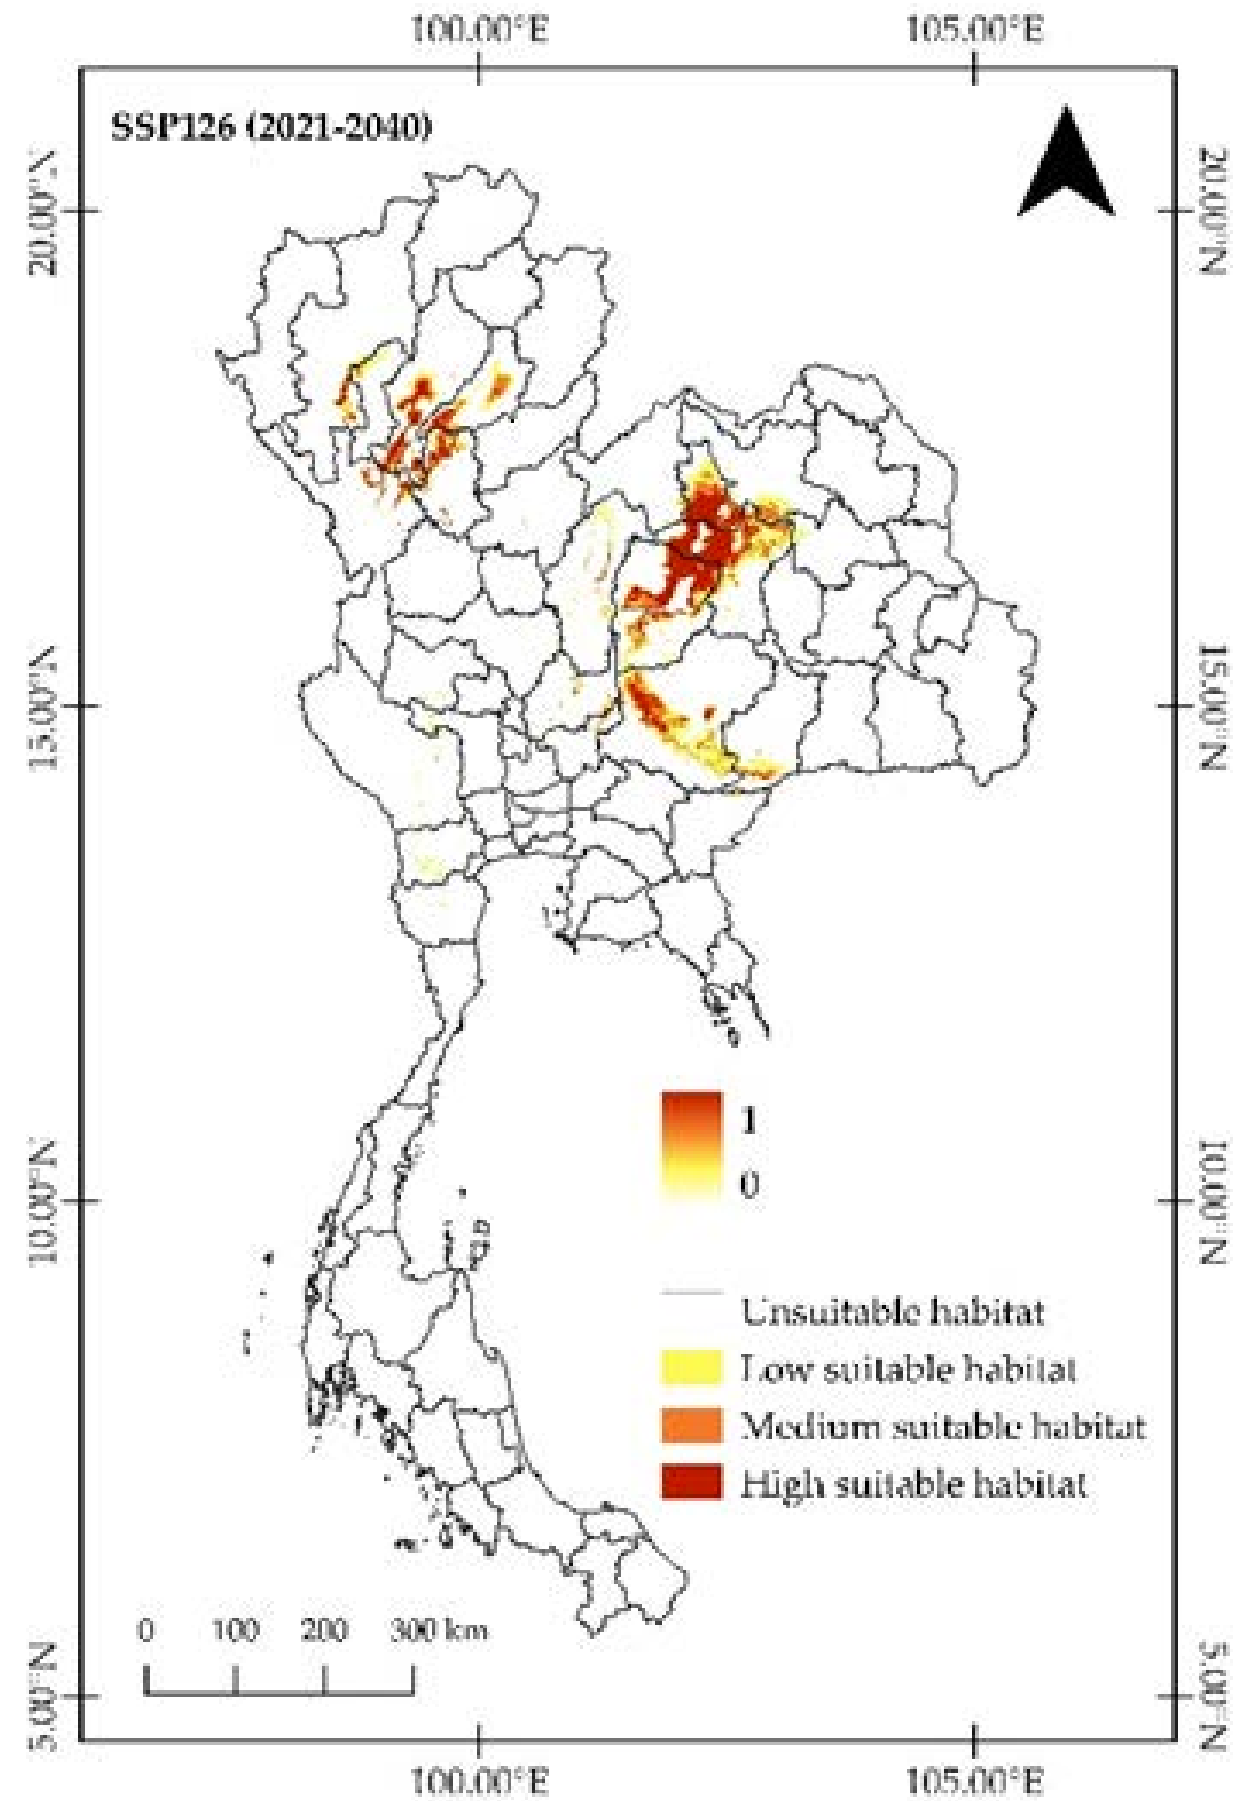 100.00°E 105.00°E
SSP126 (2021-2040)
20.00°N 20.00°N
15.00°N 15.00°N
1
0
10.00°N 10.00°N
Unsuitable habitat
Low suitable habitat
Medium suitable habitat
High suitable habitat
0 100 200 300 km
5.00°N 5.00°N
100.00°E 105.00°E